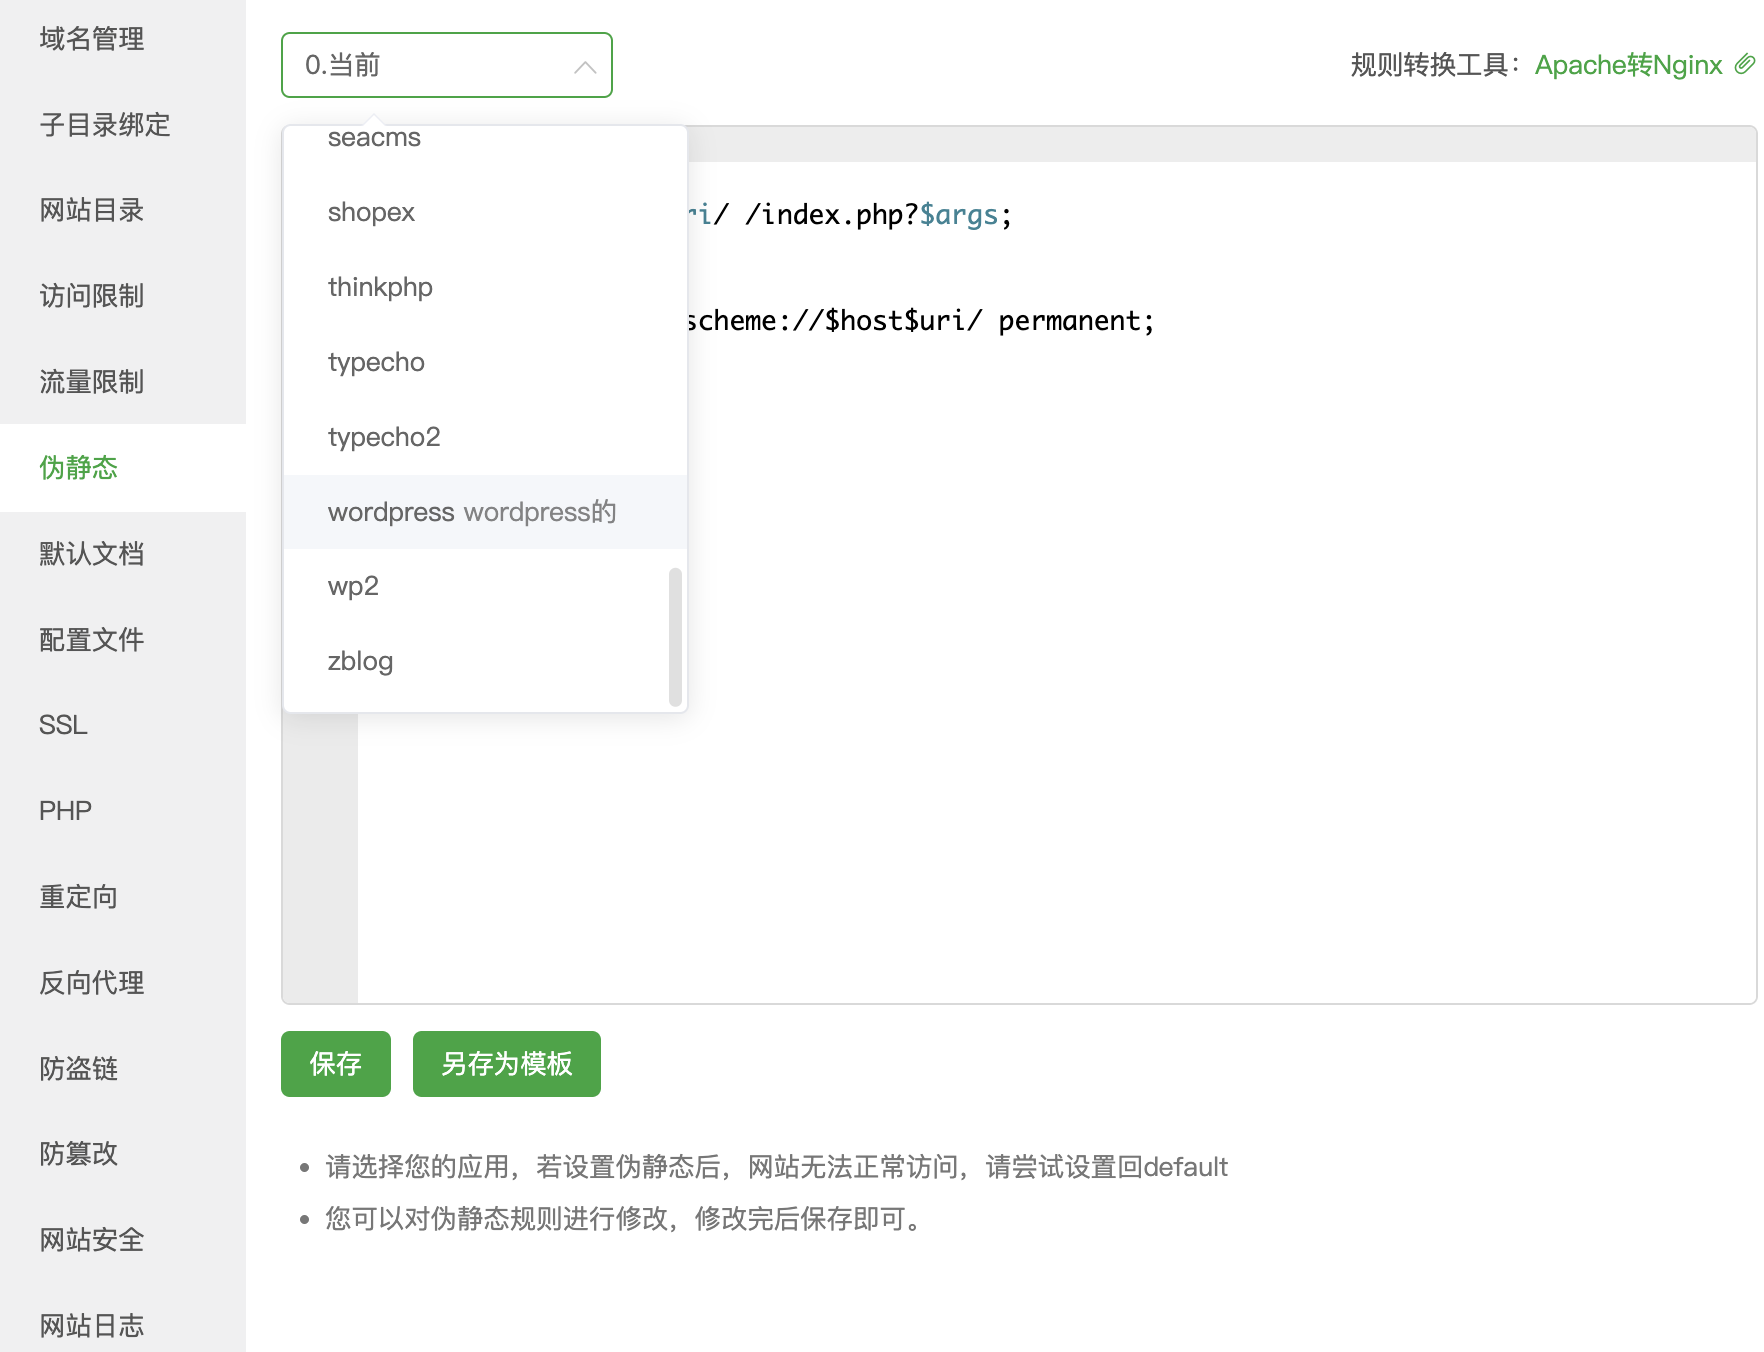 域名管理
子目录绑定
网站目录
访问限制
流量限制
伪静态
默认文档
配置文件
SSL
PHP
重定向
反向代理
防盗链
防篡改
网站安全
网站日志
0.当前
规则转换工具：Apache转Nginx
seacms
shopex
thinkphp
typecho
typecho2
wordpress wordpress的
wp2
zblog
ri/ /index.php?$args;
scheme://$host$uri/ permanent;
保存
另存为模板
请选择您的应用，若设置伪静态后，网站无法正常访问，请尝试设置回default
您可以对伪静态规则进行修改，修改完后保存即可。